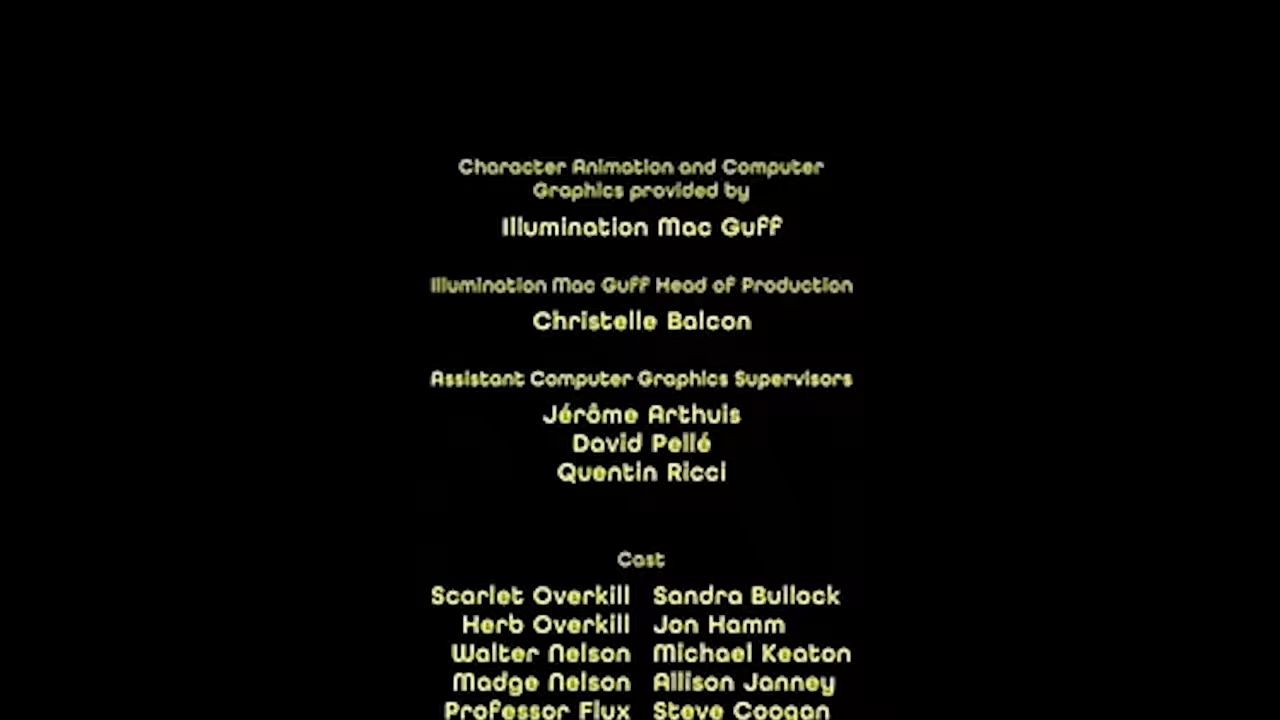 Character Animation and Computer
Graphics provided by
Illumination Mac Guff
Illumination Mac Guff Head of Production
Christelle Balcon
Assistant Computer Graphics Supervisors
Jérôme Arthuis
David Pellé
Quentin Ricci
Cast
Scarlet Overkill Sandra Bullock
Herb Overkill Jon Hamm
Walter Nelson Michael Keaton
Madge Nelson Allison Janney
Professor Flux Steve Coogan